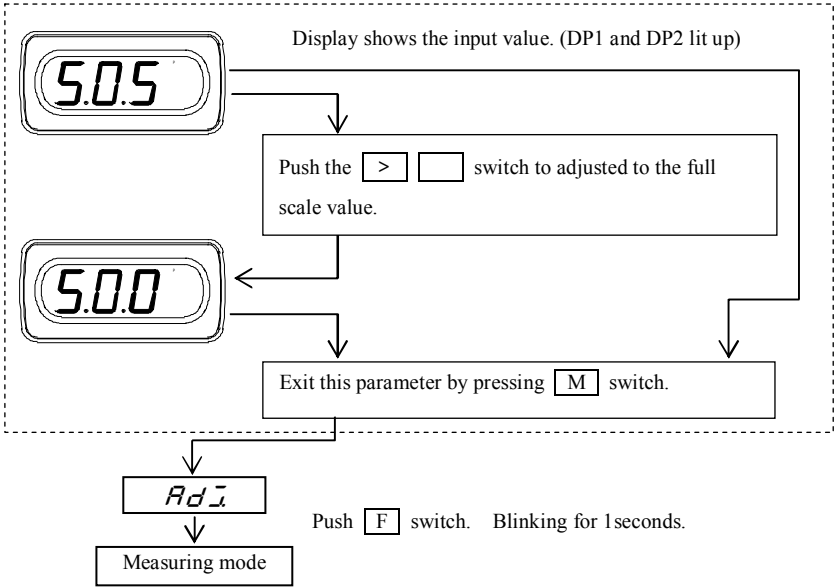 Display shows the input value. (DP1 and DP2 lit up)
5.0.5
Push the > switch to adjusted to the full
scale value.
5.0.0
Exit this parameter by pressing M switch.
Adj.
Push F switch. Blinking for 1seconds.
Measuring mode